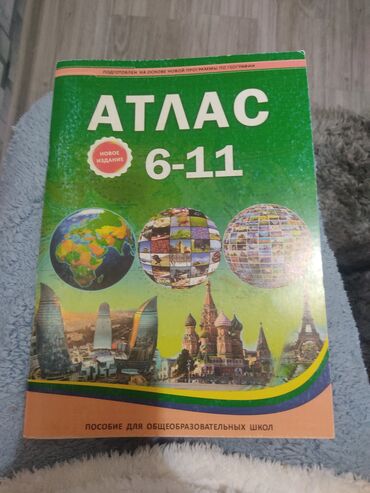 ПОДГОТОВЛЕН НА ОСНОВЕ НОВОЙ ПРОГРАММЫ ПО ГЕОГРАФИИ
АТЛАС
НОВОЕ
ИЗДАНИЕ
6-11
ПОСОБИЕ ДЛЯ ОБЩЕОБРАЗОВАТЕЛЬНЫХ ШКОЛ